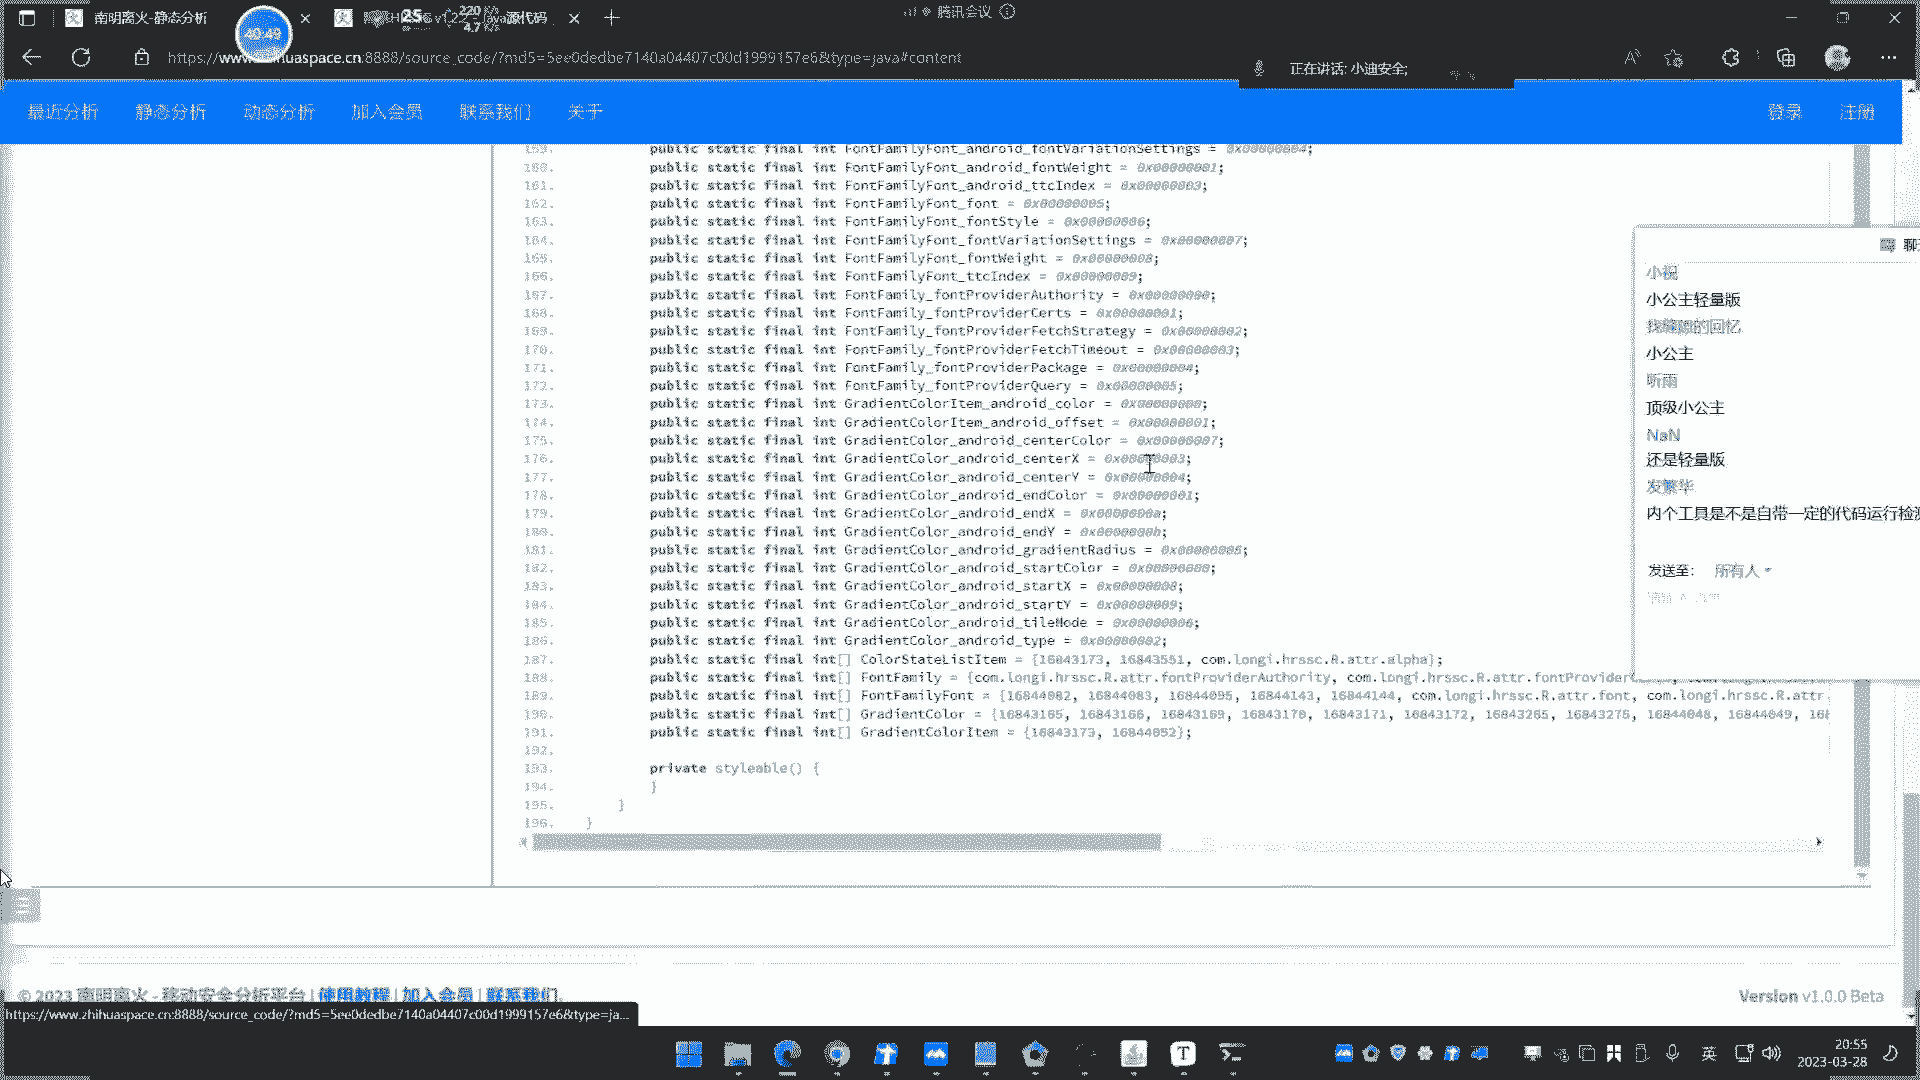 南明离火-静态分析
v1.2.2 - Java源代码
25
220
4.7
腾讯会议
40:49
https://www.zhihuaspace.cn:8888/source_code/?md5=5ee0dedbe7140a04407c00d1999157e6&type=java#content
正在讲话: 小迪安全;
最近分析 静态分析 动态分析 加入会员 联系我们 关于 登录 注册
159. public static final int FontFamilyFont_android_fontVariationSettings = 0x00000004;
160. public static final int FontFamilyFont_android_fontWeight = 0x00000001;
161. public static final int FontFamilyFont_android_ttcIndex = 0x00000003;
162. public static final int FontFamilyFont_font = 0x00000005;
163. public static final int FontFamilyFont_fontStyle = 0x00000006;
164. public static final int FontFamilyFont_fontVariationSettings = 0x00000007;
165. public static final int FontFamilyFont_fontWeight = 0x00000008;
166. public static final int FontFamilyFont_ttcIndex = 0x00000009;
167. public static final int FontFamily_fontProviderAuthority = 0x00000000;
168. public static final int FontFamily_fontProviderCerts = 0x00000001;
169. public static final int FontFamily_fontProviderFetchStrategy = 0x00000002;
170. public static final int FontFamily_fontProviderFetchTimeout = 0x00000003;
171. public static final int FontFamily_fontProviderPackage = 0x00000004;
172. public static final int FontFamily_fontProviderQuery = 0x00000005;
173. public static final int GradientColorItem_android_color = 0x00000000;
174. public static final int GradientColorItem_android_offset = 0x00000001;
175. public static final int GradientColor_android_centerColor = 0x00000007;
176. public static final int GradientColor_android_centerX = 0x00000003;
177. public static final int GradientColor_android_centerY = 0x00000004;
178. public static final int GradientColor_android_endColor = 0x00000001;
179. public static final int GradientColor_android_endX = 0x0000000a;
180. public static final int GradientColor_android_endY = 0x0000000b;
181. public static final int GradientColor_android_gradientRadius = 0x00000005;
182. public static final int GradientColor_android_startColor = 0x00000000;
183. public static final int GradientColor_android_startX = 0x00000008;
184. public static final int GradientColor_android_startY = 0x00000009;
185. public static final int GradientColor_android_tileMode = 0x00000006;
186. public static final int GradientColor_android_type = 0x00000002;
187. public static final int[] ColorStateListItem = {16843173, 16843551, com.longi.hrssc.R.attr.alpha};
188. public static final int[] FontFamily = {com.longi.hrssc.R.attr.fontProviderAuthority, com.longi.hrssc.R.attr.fontProvider
189. public static final int[] FontFamilyFont = {16844082, 16844083, 16844095, 16844143, 16844144, com.longi.hrssc.R.attr.font, com.longi.hrssc.R.attr.
190. public static final int[] GradientColor = {16843165, 16843166, 16843169, 16843170, 16843171, 16843172, 16843265, 16843275, 16844048, 16844049, 168
191. public static final int[] GradientColorItem = {16843173, 16844052};
192.
193. private styleable() {
194. }
195. }
196. }
聊
小祝
小公主轻量版
的回忆
小公主
听雨
顶级小公主
NaN
还是轻量版
发繁华
内个工具是不是自带一定的代码运行检测
发送至: 所有人
© 2023 南明离火 - 移动安全分析平台 | 使用教程 | 加入会员 | 联系我们.
Version v1.0.0 Beta
https://www.zhihuaspace.cn:8888/source_code/?md5=5ee0dedbe7140a04407c00d1999157e6&type=ja...
英
20:55
2023-03-28